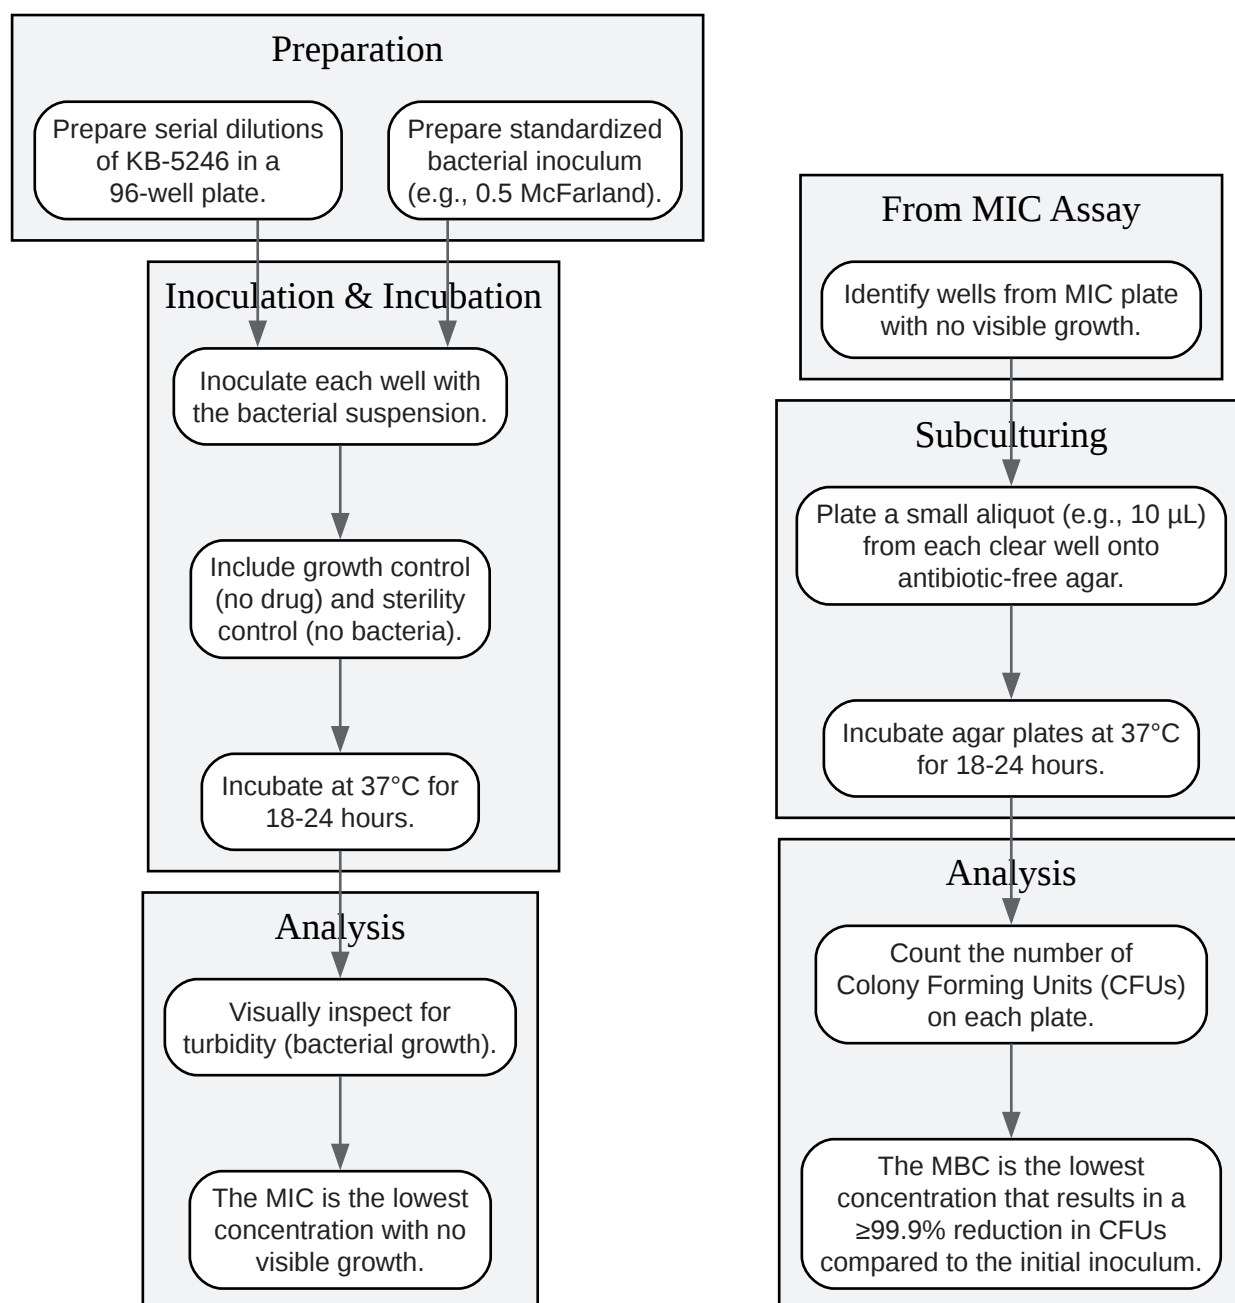 Preparation
Prepare serial dilutions
of KB-5246 in a
96-well plate.
Prepare standardized
bacterial inoculum
(e.g., 0.5 McFarland).
Inoculation & Incubation
Inoculate each well with
the bacterial suspension.
Include growth control
(no drug) and sterility
control (no bacteria).
Incubate at 37°C for
18-24 hours.
Analysis
Visually inspect for
turbidity (bacterial growth).
The MIC is the lowest
concentration with no
visible growth.
From MIC Assay
Identify wells from MIC plate
with no visible growth.
Subculturing
Plate a small aliquot (e.g., 10 µL)
from each clear well onto
antibiotic-free agar.
Incubate agar plates at 37°C
for 18-24 hours.
Analysis
Count the number of
Colony Forming Units (CFUs)
on each plate.
The MBC is the lowest
concentration that results in a
≥99.9% reduction in CFUs
compared to the initial inoculum.